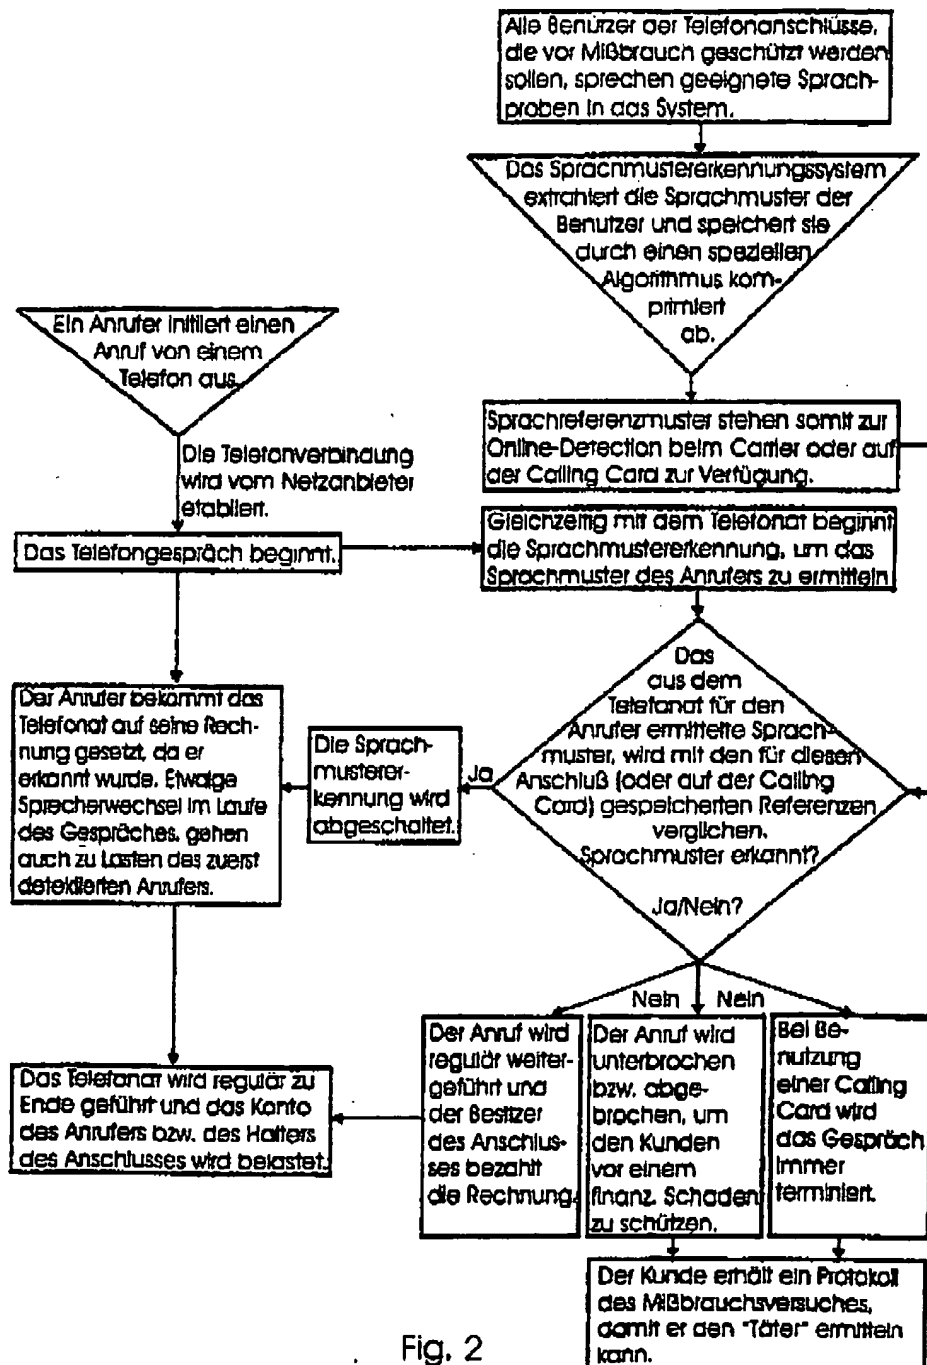 Alle Benutzer der Telefonanschlüsse,
die vor Mißbrauch geschützt werden
sollen, sprechen geeignete Sprach-
proben in das System.
Das Sprachmustererkennungssystem
extrahiert die Sprachmuster der
Benutzer und speichert sie
durch einen speziellen
Algorithmus kom-
primiert
ab.
Ein Anrufer initiiert einen
Anruf von einem
Telefon aus.
Sprachreferenzmuster stehen somit zur
Online-Detection beim Carrier oder auf
der Calling Card zur Verfügung.
Die Telefonverbindung
wird vom Netzanbieter
etabliert.
Das Telefongespräch beginnt.
Gleichzeitig mit dem Telefonat beginnt
die Sprachmustererkennung, um das
Sprachmuster des Anrufers zu ermitteln
Das
aus dem
Telefonat für den
Anrufer ermittelte Sprach-
muster, wird mit den für diesen
Anschluß (oder auf der Calling
Card) gespeicherten Referenzen
verglichen.
Sprachmuster erkannt?
Ja/Nein?
Ja
Die Sprach-
musterer-
kennung wird
abgeschaltet.
Der Anrufer bekommt das
Telefonat auf seine Rech-
nung gesetzt, da er
erkannt wurde. Etwaige
Sprecherwechsel im Laufe
des Gespräches, gehen
auch zu Lasten des zuerst
detektierten Anrufers.
Nein
Nein
Der Anruf wird
regulär weiter-
geführt und
der Besitzer
des Anschlus-
ses bezahlt
die Rechnung.
Der Anruf wird
unterbrochen
bzw. abge-
brochen, um
den Kunden
vor einem
finanz. Schaden
zu schützen.
Bei Be-
nutzung
einer Calling
Card wird
das Gespräch
immer
terminiert.
Das Telefonat wird regulär zu
Ende geführt und das Konto
des Anrufers bzw. des Halters
des Anschlusses wird belastet.
Der Kunde erhält ein Protokoll
des Mißbrauchsversuches,
damit er den "Täter" ermitteln
kann.
Fig. 2